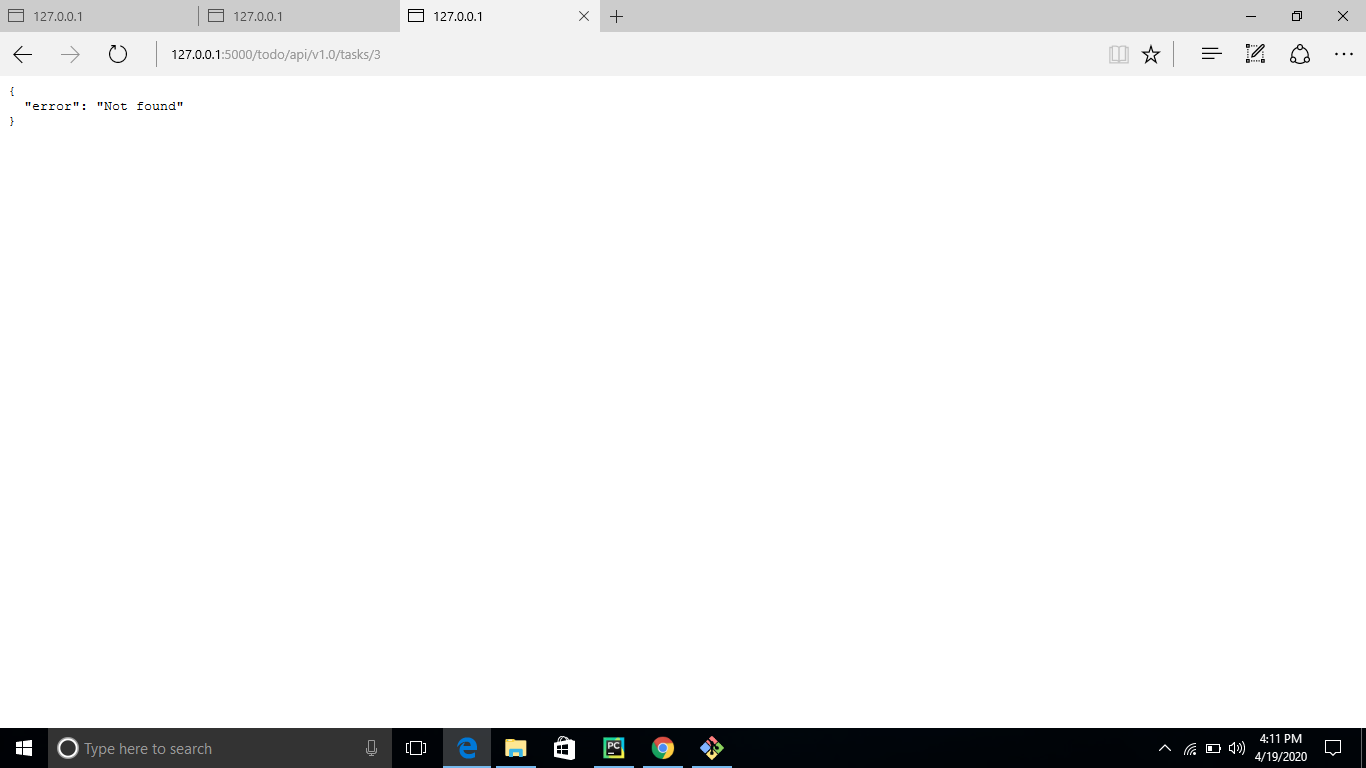 127.0.0.1 127.0.0.1 127.0.0.1
127.0.0.1:5000/todo/api/v1.0/tasks/3
{
"error": "Not found"
}
Type here to search
PC
4:11 PM
4/19/2020